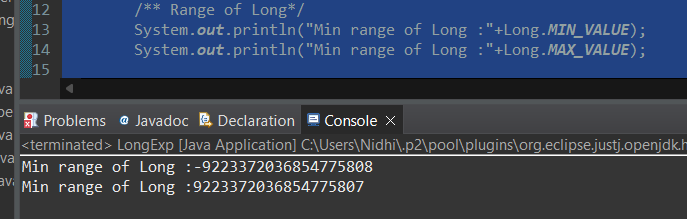 12 /** Range of Long*/
13 System.out.println("Min range of Long :"+Long.MIN_VALUE);
14 System.out.println("Min range of Long :"+Long.MAX_VALUE);
15
Problems @ Javadoc Declaration Console
<terminated> LongExp [Java Application] C:\Users\Nidhi\.p2\pool\plugins\org.eclipse.justj.openjdk.h
Min range of Long :-9223372036854775808
Min range of Long :9223372036854775807